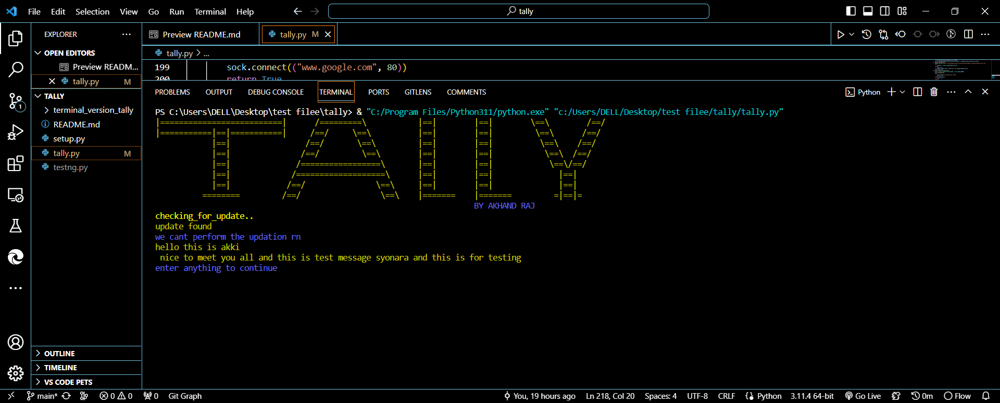 File Edit Selection View Go Run Terminal Help
tally
EXPLORER
OPEN EDITORS
Preview READM...
tally.py M
TALLY
terminal_version_tally
README.md
setup.py
tally.py M
testng.py
OUTLINE
TIMELINE
VS CODE PETS
1
Preview README.md
tally.py M
tally.py > ...
199 sock.connect(("www.google.com", 80))
200 return True
PROBLEMS OUTPUT DEBUG CONSOLE TERMINAL PORTS GITLENS COMMENTS
Python
PS C:\Users\DELL\Desktop\test filee\tally> & "C:/Program Files/Python311/python.exe" "c:/Users/DELL/Desktop/test filee/tally/tally.py"
TALLY
BY AKHAND RAJ
checking_for_update..
update found
we cant perform the updation rn
hello this is akki
nice to meet you all and this is test message syonara and this is for testing
enter anything to continue
main* 0 0 0 Git Graph You, 19 hours ago Ln 218, Col 20 Spaces: 4 UTF-8 CRLF Python 3.11.4 64-bit Go Live 0m Flow